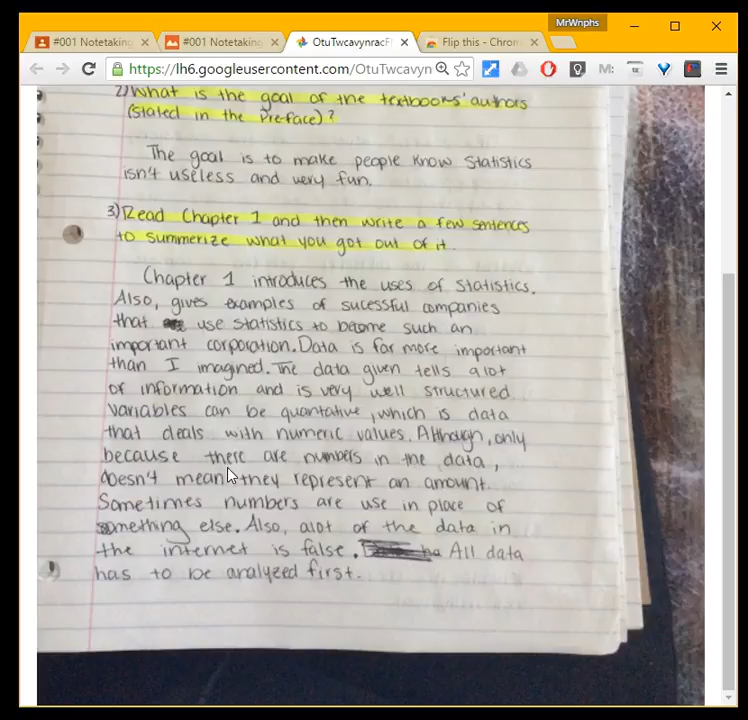 MrWnphs
#001 Notetaking
#001 Notetaking
OtuTwcavynracF
Flip this - Chrom
https://lh6.googleusercontent.com/OtuTwcavyn
2) What is the goal of the textbooks' authors
(stated in the Preface)?
The goal is to make people know statistics
isn't useless and very fun.
3) Read Chapter 1 and then write a few sentences
to summerize what you got out of it.
Chapter 1 introduces the uses of statistics.
Also, gives examples of sucessful companies
that use statistics to become such an
important corporation. Data is far more important
than I imagined. The data given tells alot
of information and is very well structured
variables can be quantative, which is data
that deals with numeric values. Although, only
because there are numbers in the data,
doesn't mean they represent an amount.
Sometimes numbers are use in place of
something else. Also, alot of the data in
the internet is false. All data
has to be analyzed first.